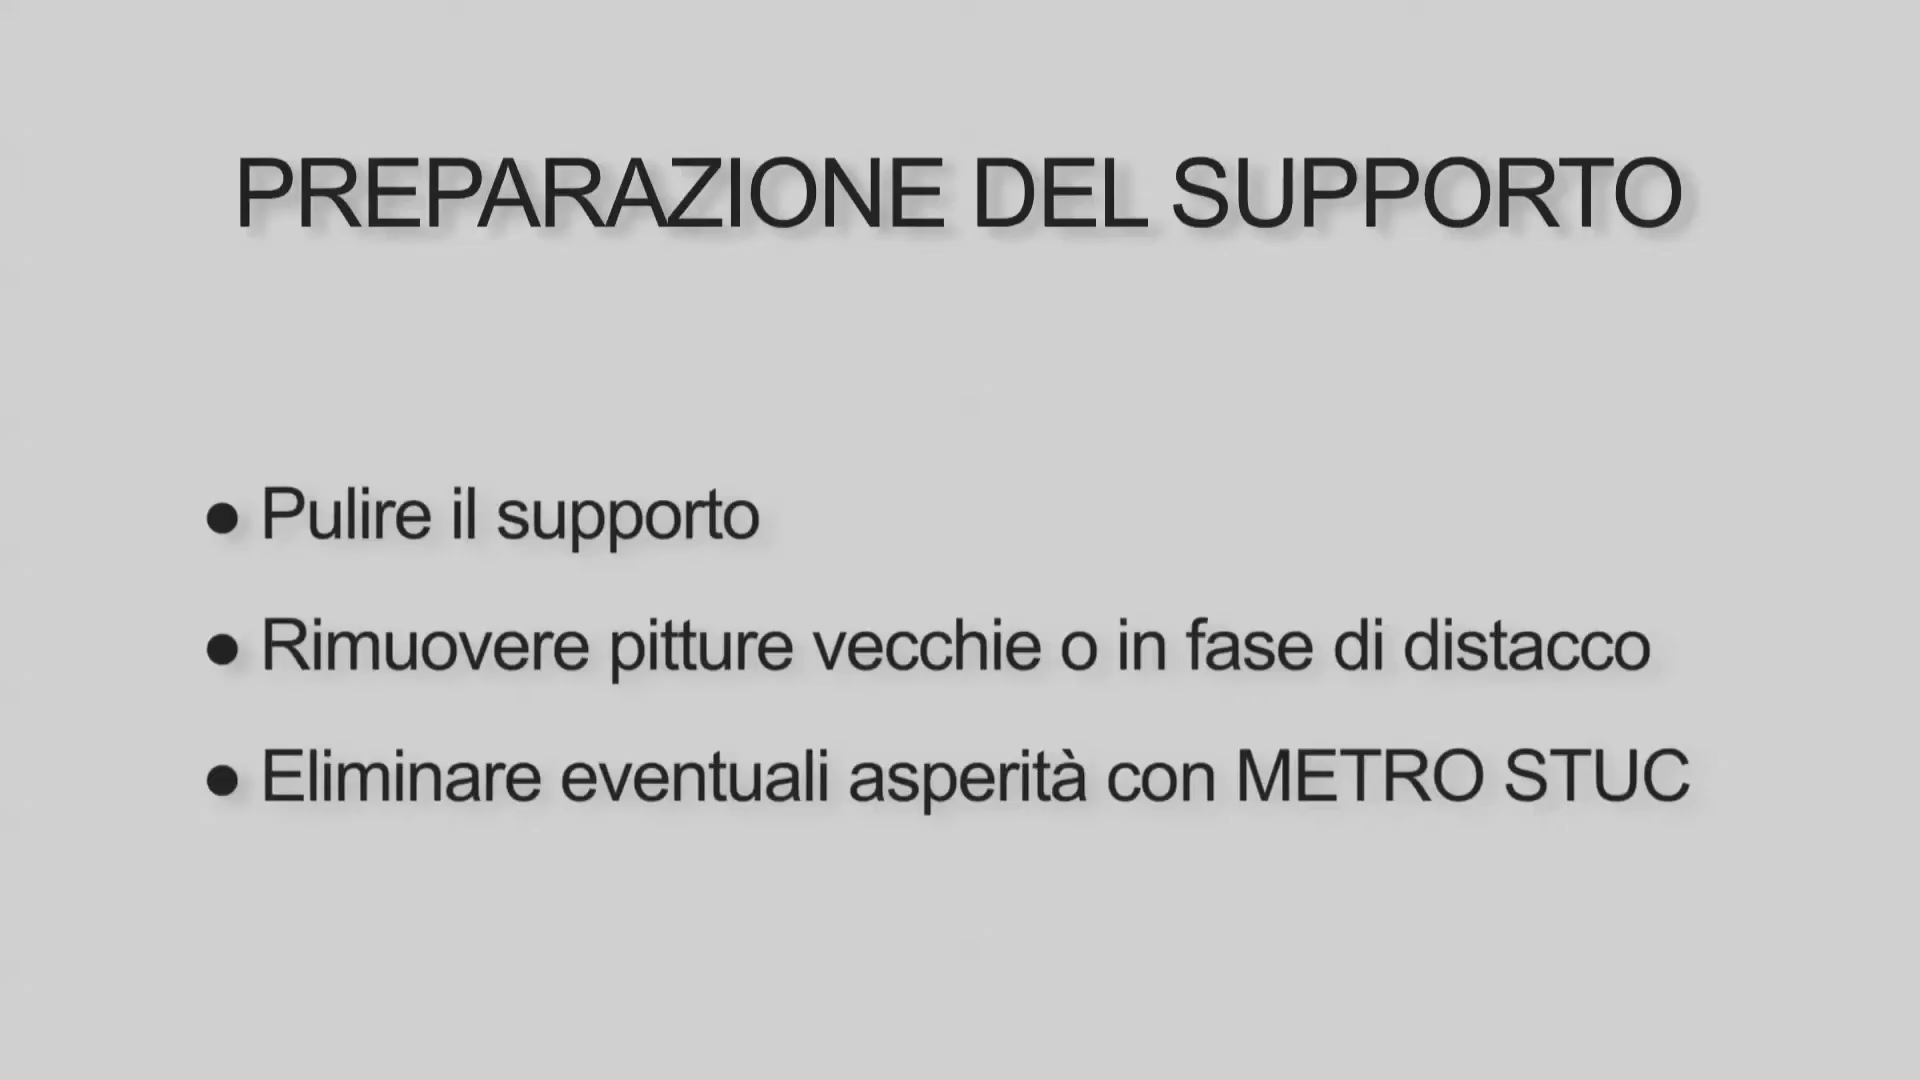 PREPARAZIONE DEL SUPPORTO
● Pulire il supporto
● Rimuovere pitture vecchie o in fase di distacco
● Eliminare eventuali asperità con METRO STUC